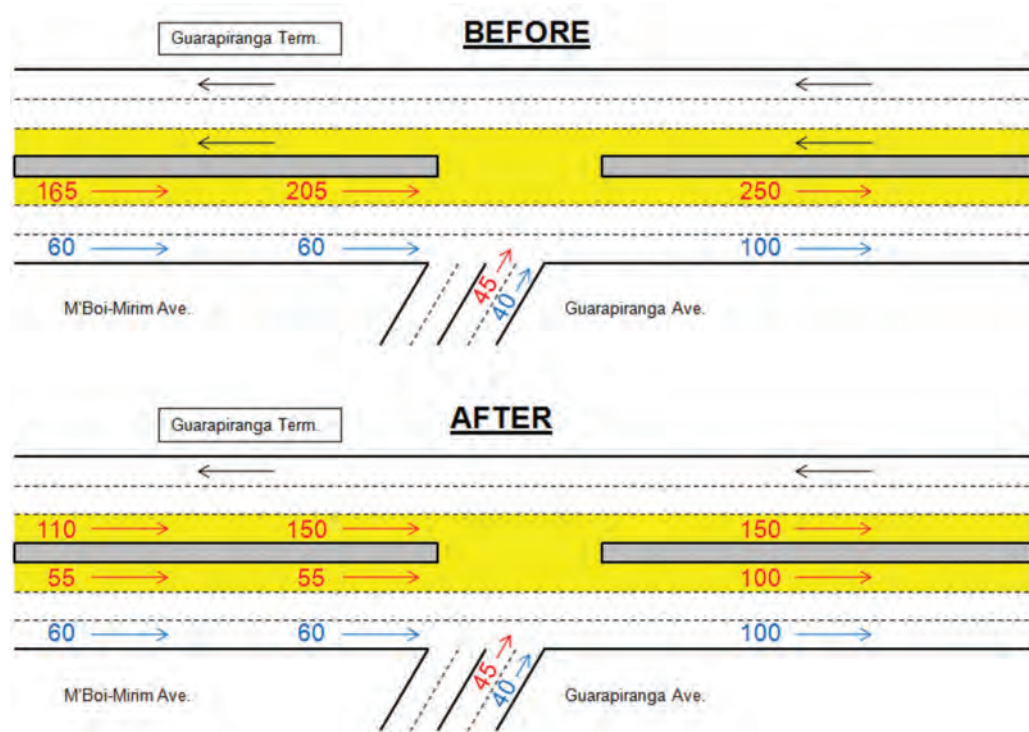 Guarapiranga Term.
BEFORE
165
205
250
60
60
100
45
40
M'Boi-Mirim Ave.
Guarapiranga Ave.
Guarapiranga Term.
AFTER
110
150
150
55
55
100
60
60
100
45
40
M'Boi-Mirim Ave.
Guarapiranga Ave.